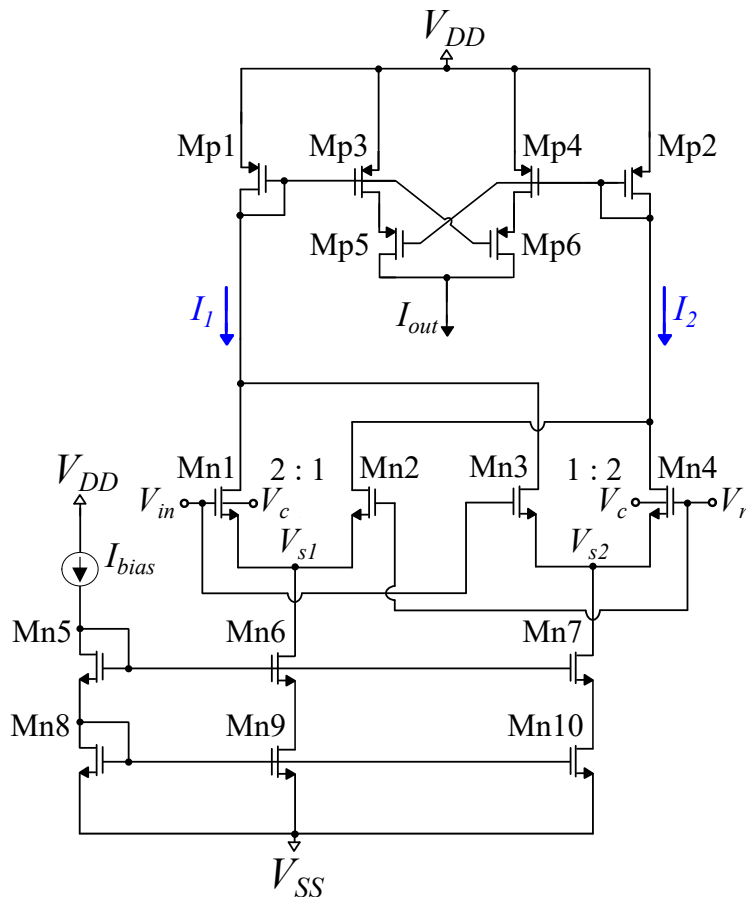 V_DD
Mp1 Mp3 Mp4 Mp2
Mp5 Mp6
I_1 I_out I_2
Mn1 2 : 1 Mn2 Mn3 1 : 2 Mn4
V_DD
V_in V_c V_c V_r
V_s1 V_s2
I_bias
Mn5 Mn6 Mn7
Mn8 Mn9 Mn10
V_SS